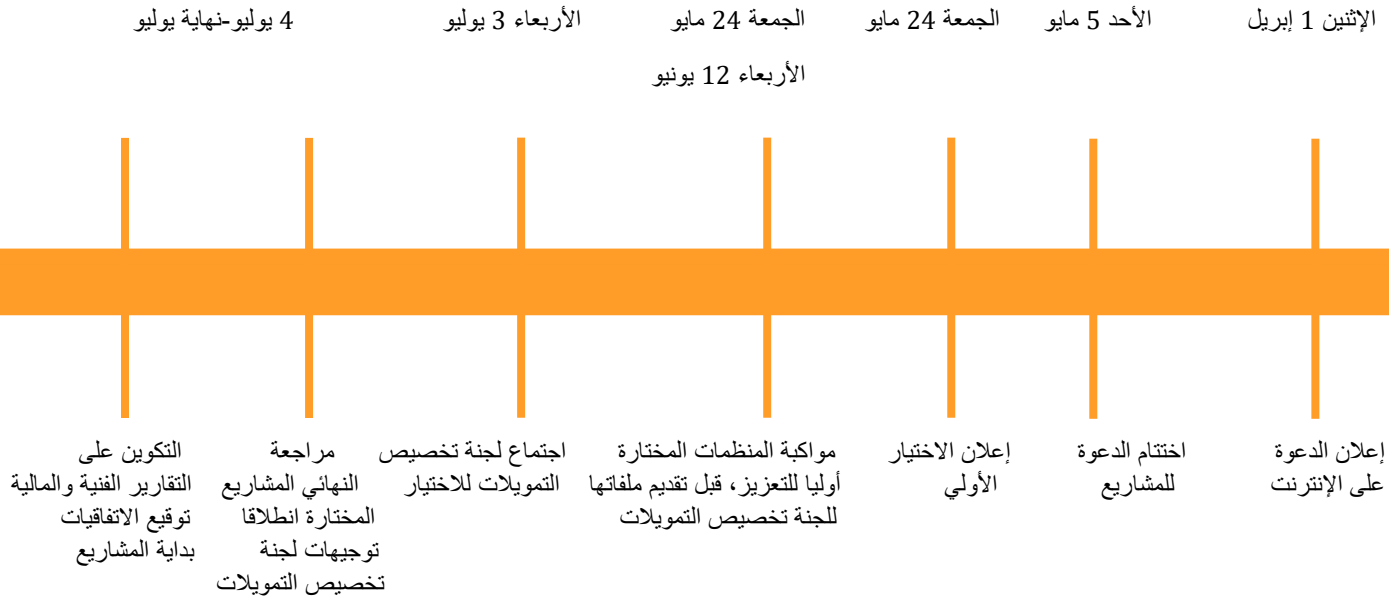 الإثنين 1 إبريل
الأحد 5 مايو
الجمعة 24 مايو
الجمعة 24 مايو
الأربعاء 12 يونيو
الأربعاء 3 يوليو
4 يوليو-نهاية يوليو
إعلان الدعوة
على الإنترنت
اختتام الدعوة
للمشاريع
إعلان الاختيار
الأولي
مواكبة المنظمات المختارة
أوليا للتعزيز، قبل تقديم ملفاتها
للجنة تخصيص التمويلات
اجتماع لجنة تخصيص
التمويلات للاختيار
مراجعة
النهائي المشاريع
المختارة انطلاقا
توجيهات لجنة
تخصيص التمويلات
التكوين على
التقارير الفنية والمالية
توقيع الاتفاقيات
بداية المشاريع